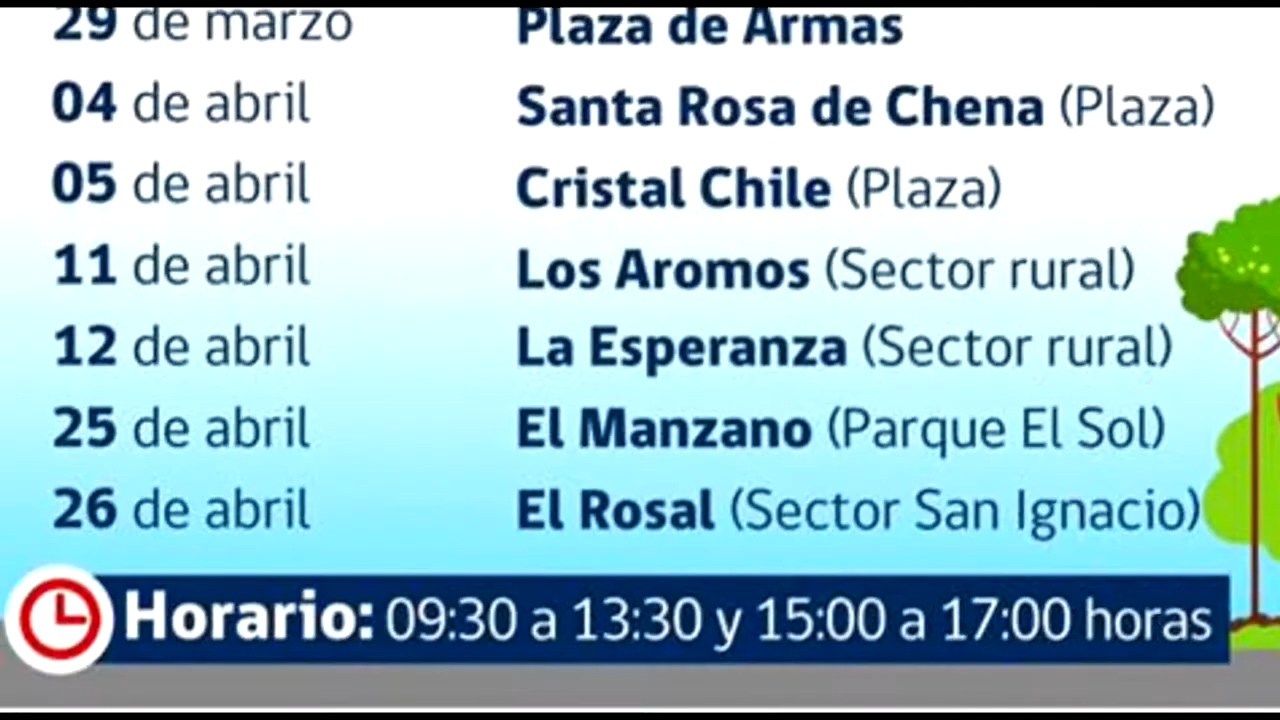 29 de marzo Plaza de Armas
04 de abril Santa Rosa de Chena (Plaza)
05 de abril Cristal Chile (Plaza)
11 de abril Los Aromos (Sector rural)
12 de abril La Esperanza (Sector rural)
25 de abril El Manzano (Parque El Sol)
26 de abril El Rosal (Sector San Ignacio)
Horario: 09:30 a 13:30 y 15:00 a 17:00 horas